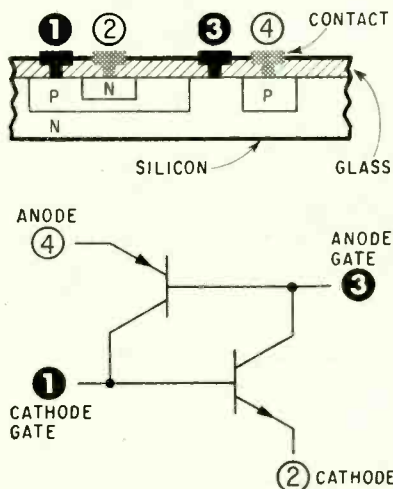 1 2 3 4 CONTACT
P N P
N
SILICON GLASS
ANODE
4
ANODE
GATE
3
1
CATHODE
GATE
2 CATHODE